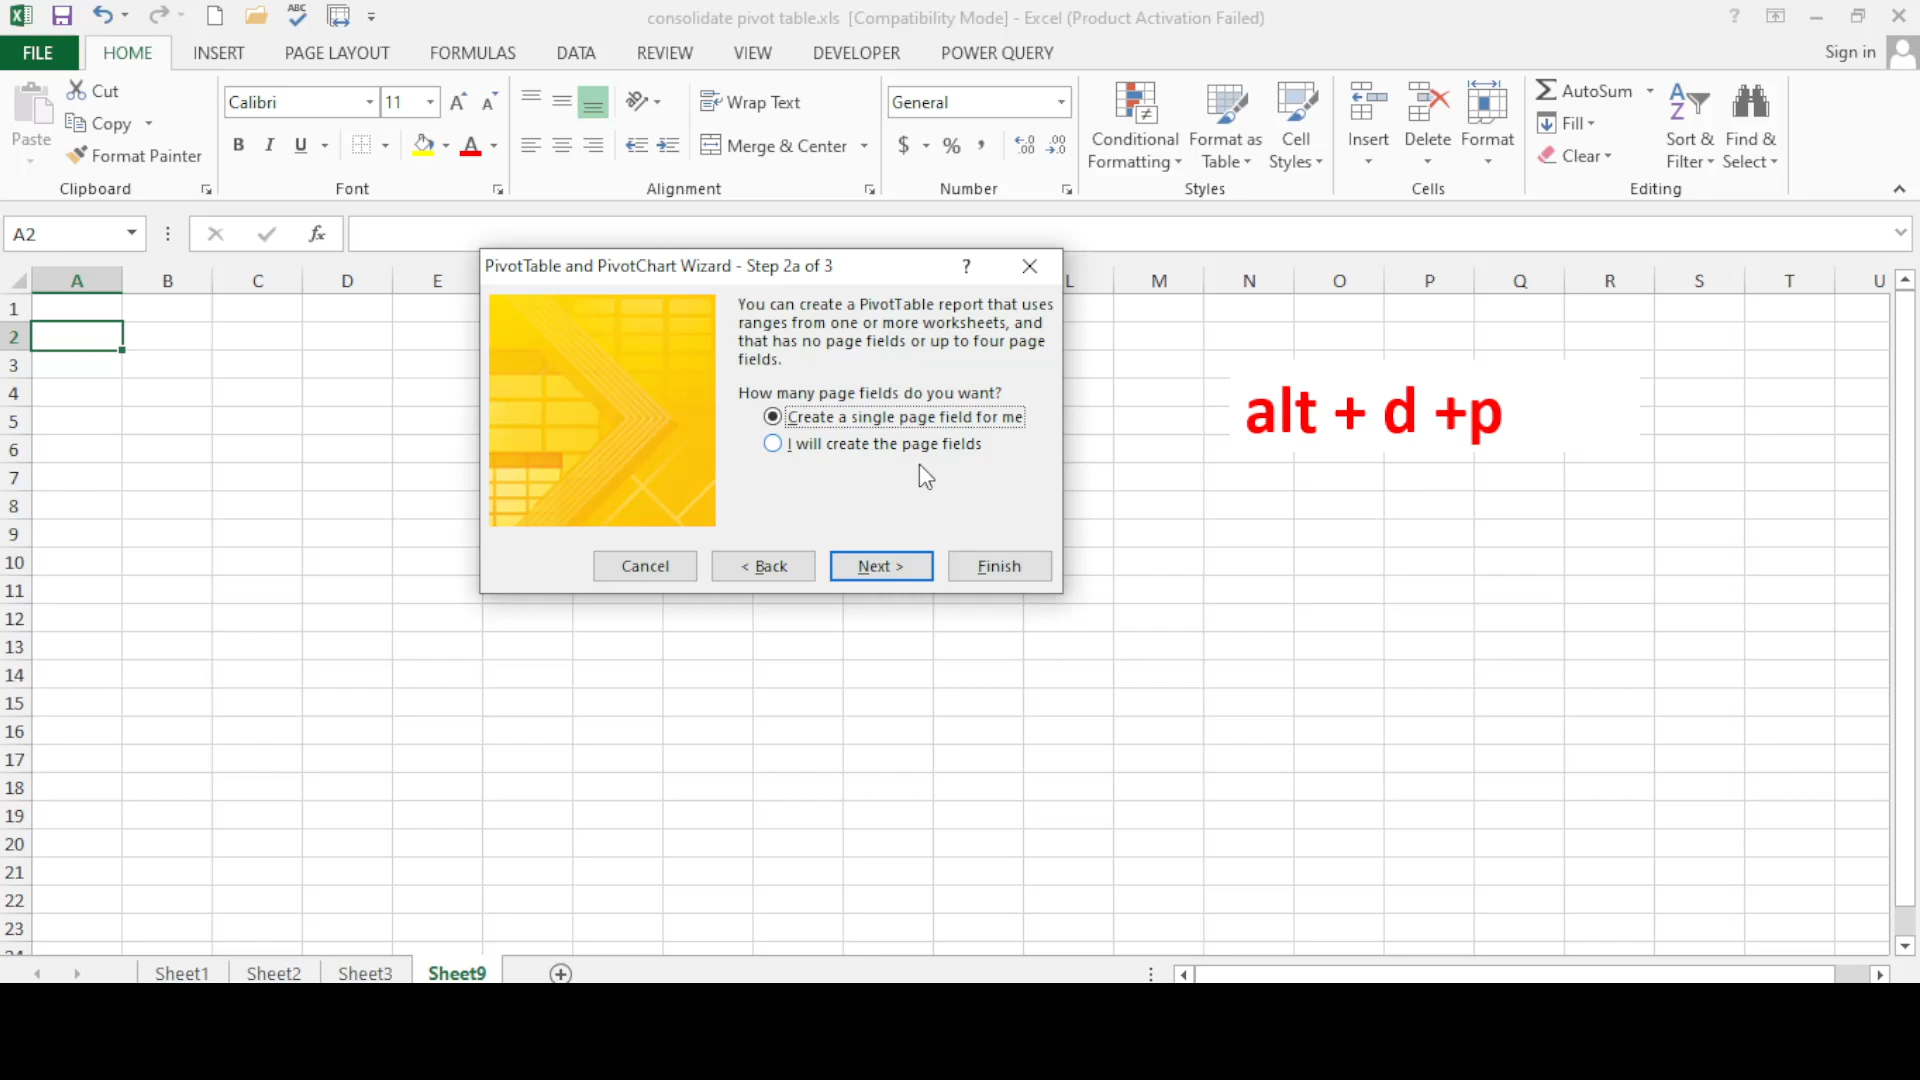 consolidate pivot table.xls [Compatibility Mode] - Excel (Product Activation Failed)
?
FILE HOME INSERT PAGE LAYOUT FORMULAS DATA REVIEW VIEW DEVELOPER POWER QUERY Sign in
Paste
Cut
Copy
Format Painter
Clipboard
Calibri 11
B I U
Font
Wrap Text
Merge & Center
Alignment
General
$ % ,
Number
Conditional Formatting
Format as Table
Cell Styles
Styles
Insert Delete Format
Cells
AutoSum
Fill
Clear
Sort & Filter
Find & Select
Editing
A2
fx
A B C D E L M N O P Q R S T U
1
2
3
4
5
6
7
8
9
10
11
12
13
14
15
16
17
18
19
20
21
22
23
PivotTable and PivotChart Wizard - Step 2a of 3 ?
You can create a PivotTable report that uses
ranges from one or more worksheets, and
that has no page fields or up to four page
fields.
How many page fields do you want?
Create a single page field for me
I will create the page fields
Cancel < Back Next > Finish
alt + d +p
Sheet1 Sheet2 Sheet3 Sheet9